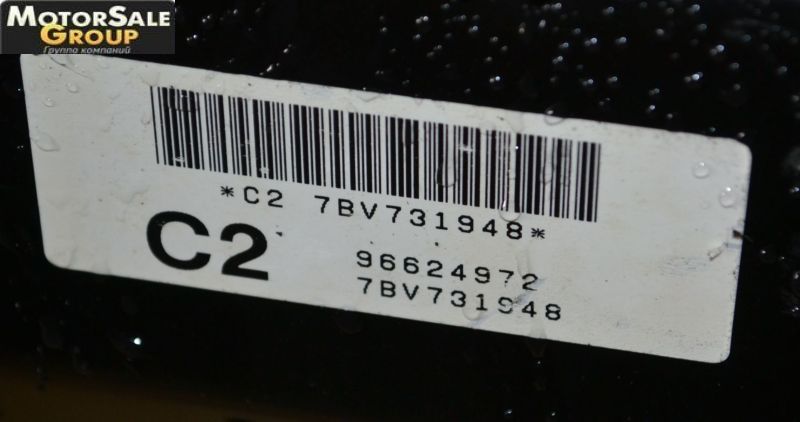 MOTORSALE
GROUP
Группа компаний
*C2 7BV731948*
C2
96624972
7BV731948